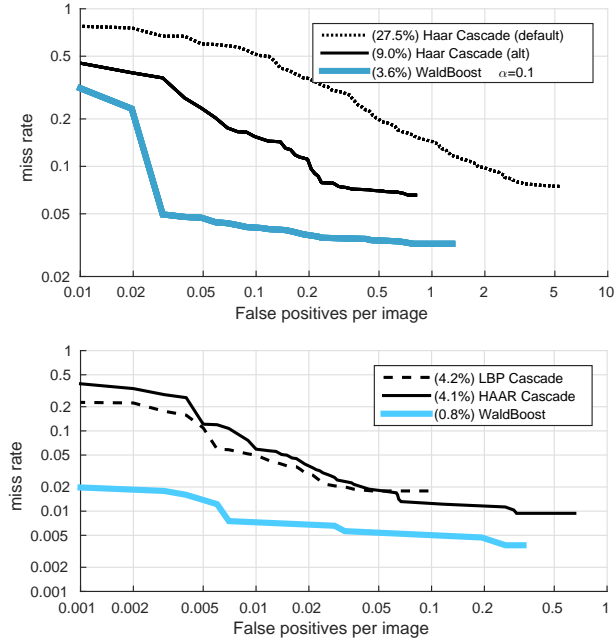 1
0.5
0.2
0.1
0.05
0.02
miss rate
(27.5%) Haar Cascade (default)
(9.0%) Haar Cascade (alt)
(3.6%) WaldBoost α=0.1
0.01 0.02 0.05 0.1 0.2 0.5 1 2 5 10
False positives per image
1
0.5
0.2
0.1
0.05
0.02
0.01
0.005
0.002
0.001
miss rate
(4.2%) LBP Cascade
(4.1%) HAAR Cascade
(0.8%) WaldBoost
0.001 0.002 0.005 0.01 0.02 0.05 0.1 0.2 0.5 1
False positives per image